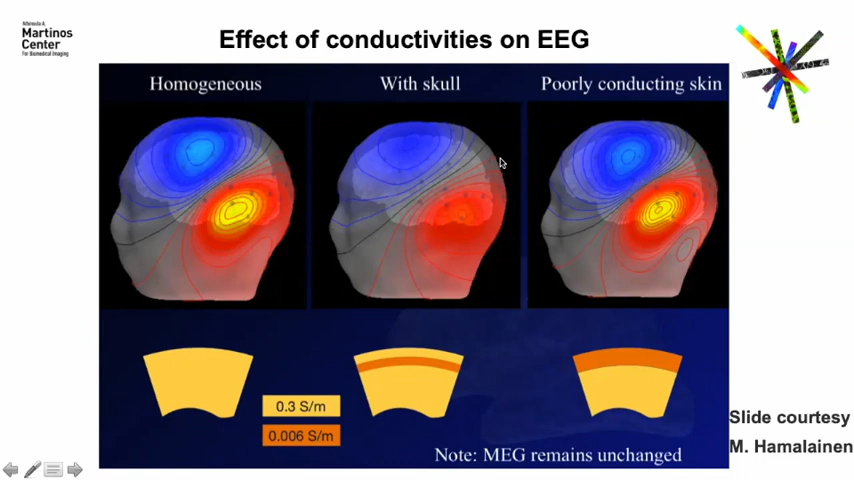 Athinoula A.
Martinos
Center
For Biomedical Imaging
Effect of conductivities on EEG
Homogeneous
With skull
Poorly conducting skin
0.3 S/m
0.006 S/m
Note: MEG remains unchanged
Slide courtesy
M. Hamalainen